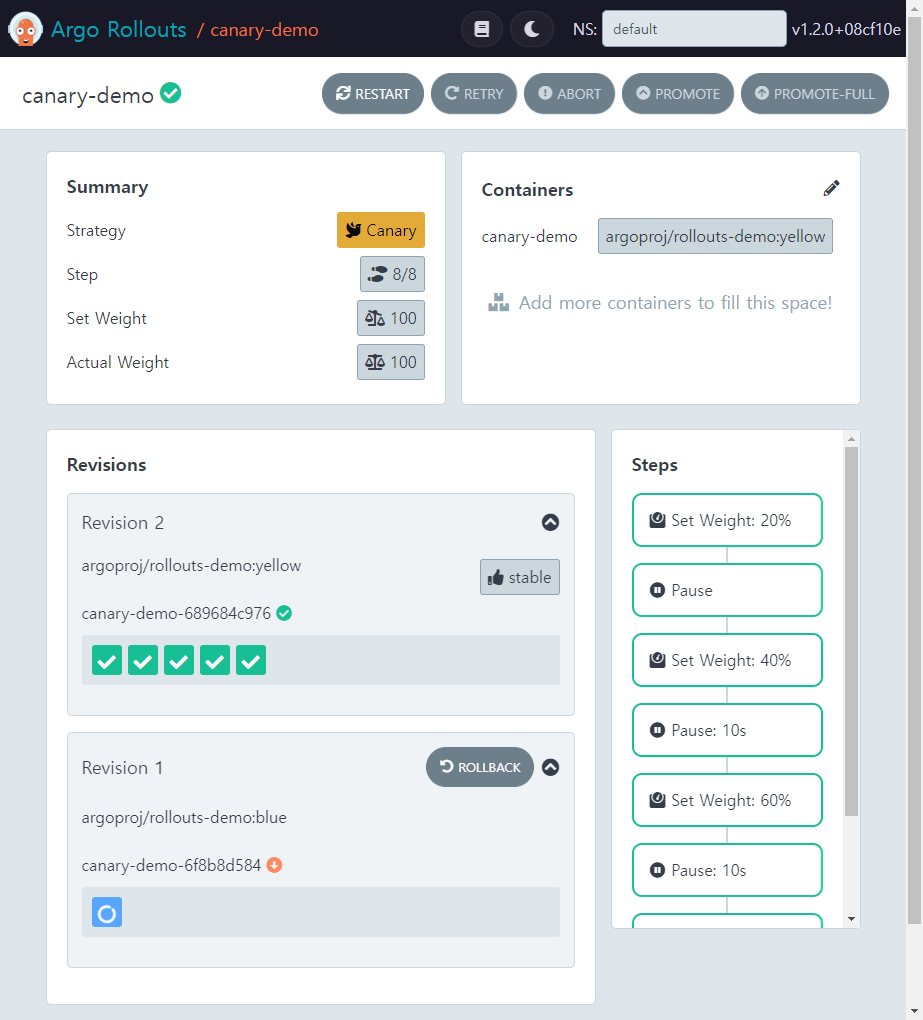 Argo Rollouts / canary-demo NS: default v1.2.0+08cf10e
canary-demo RESTART RETRY ABORT PROMOTE PROMOTE-FULL
Summary
Strategy Canary
Step 8/8
Set Weight 100
Actual Weight 100
Containers
canary-demo argoproj/rollouts-demo:yellow
Add more containers to fill this space!
Revisions
Revision 2
argoproj/rollouts-demo:yellow
stable
canary-demo-689684c976
Revision 1 ROLLBACK
argoproj/rollouts-demo:blue
canary-demo-6f8b8d584
Steps
Set Weight: 20%
Pause
Set Weight: 40%
Pause: 10s
Set Weight: 60%
Pause: 10s